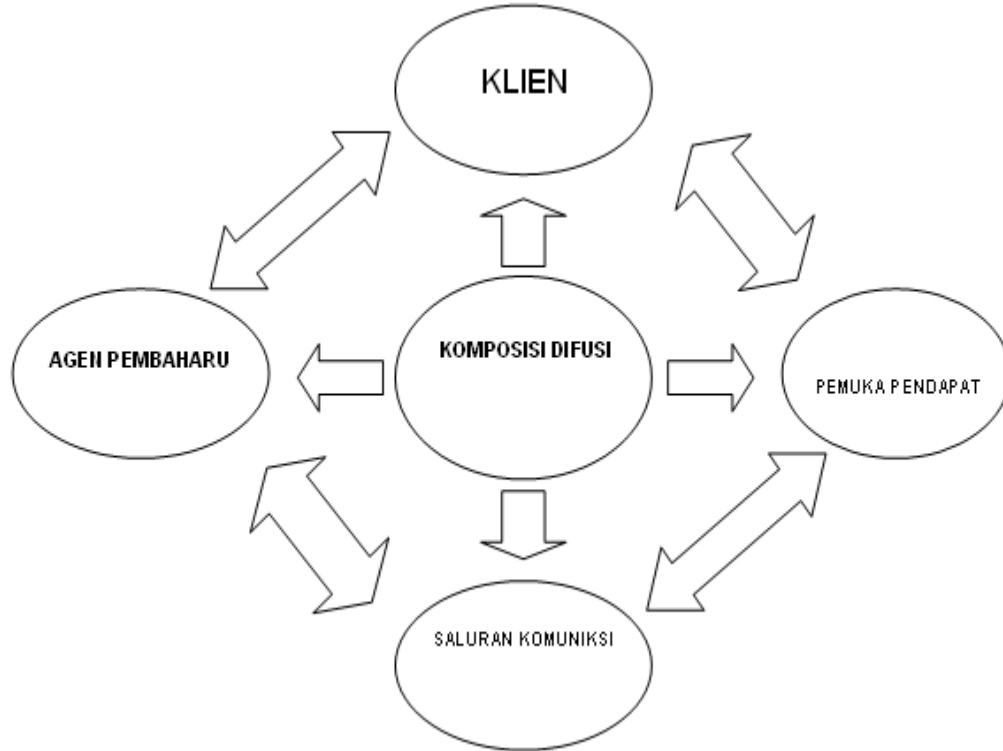 KLIEN
AGEN PEMBAHARU
KOMPOSISI DIFUSI
PEMUKA PENDAPAT
SALURAN KOMUNIKSI